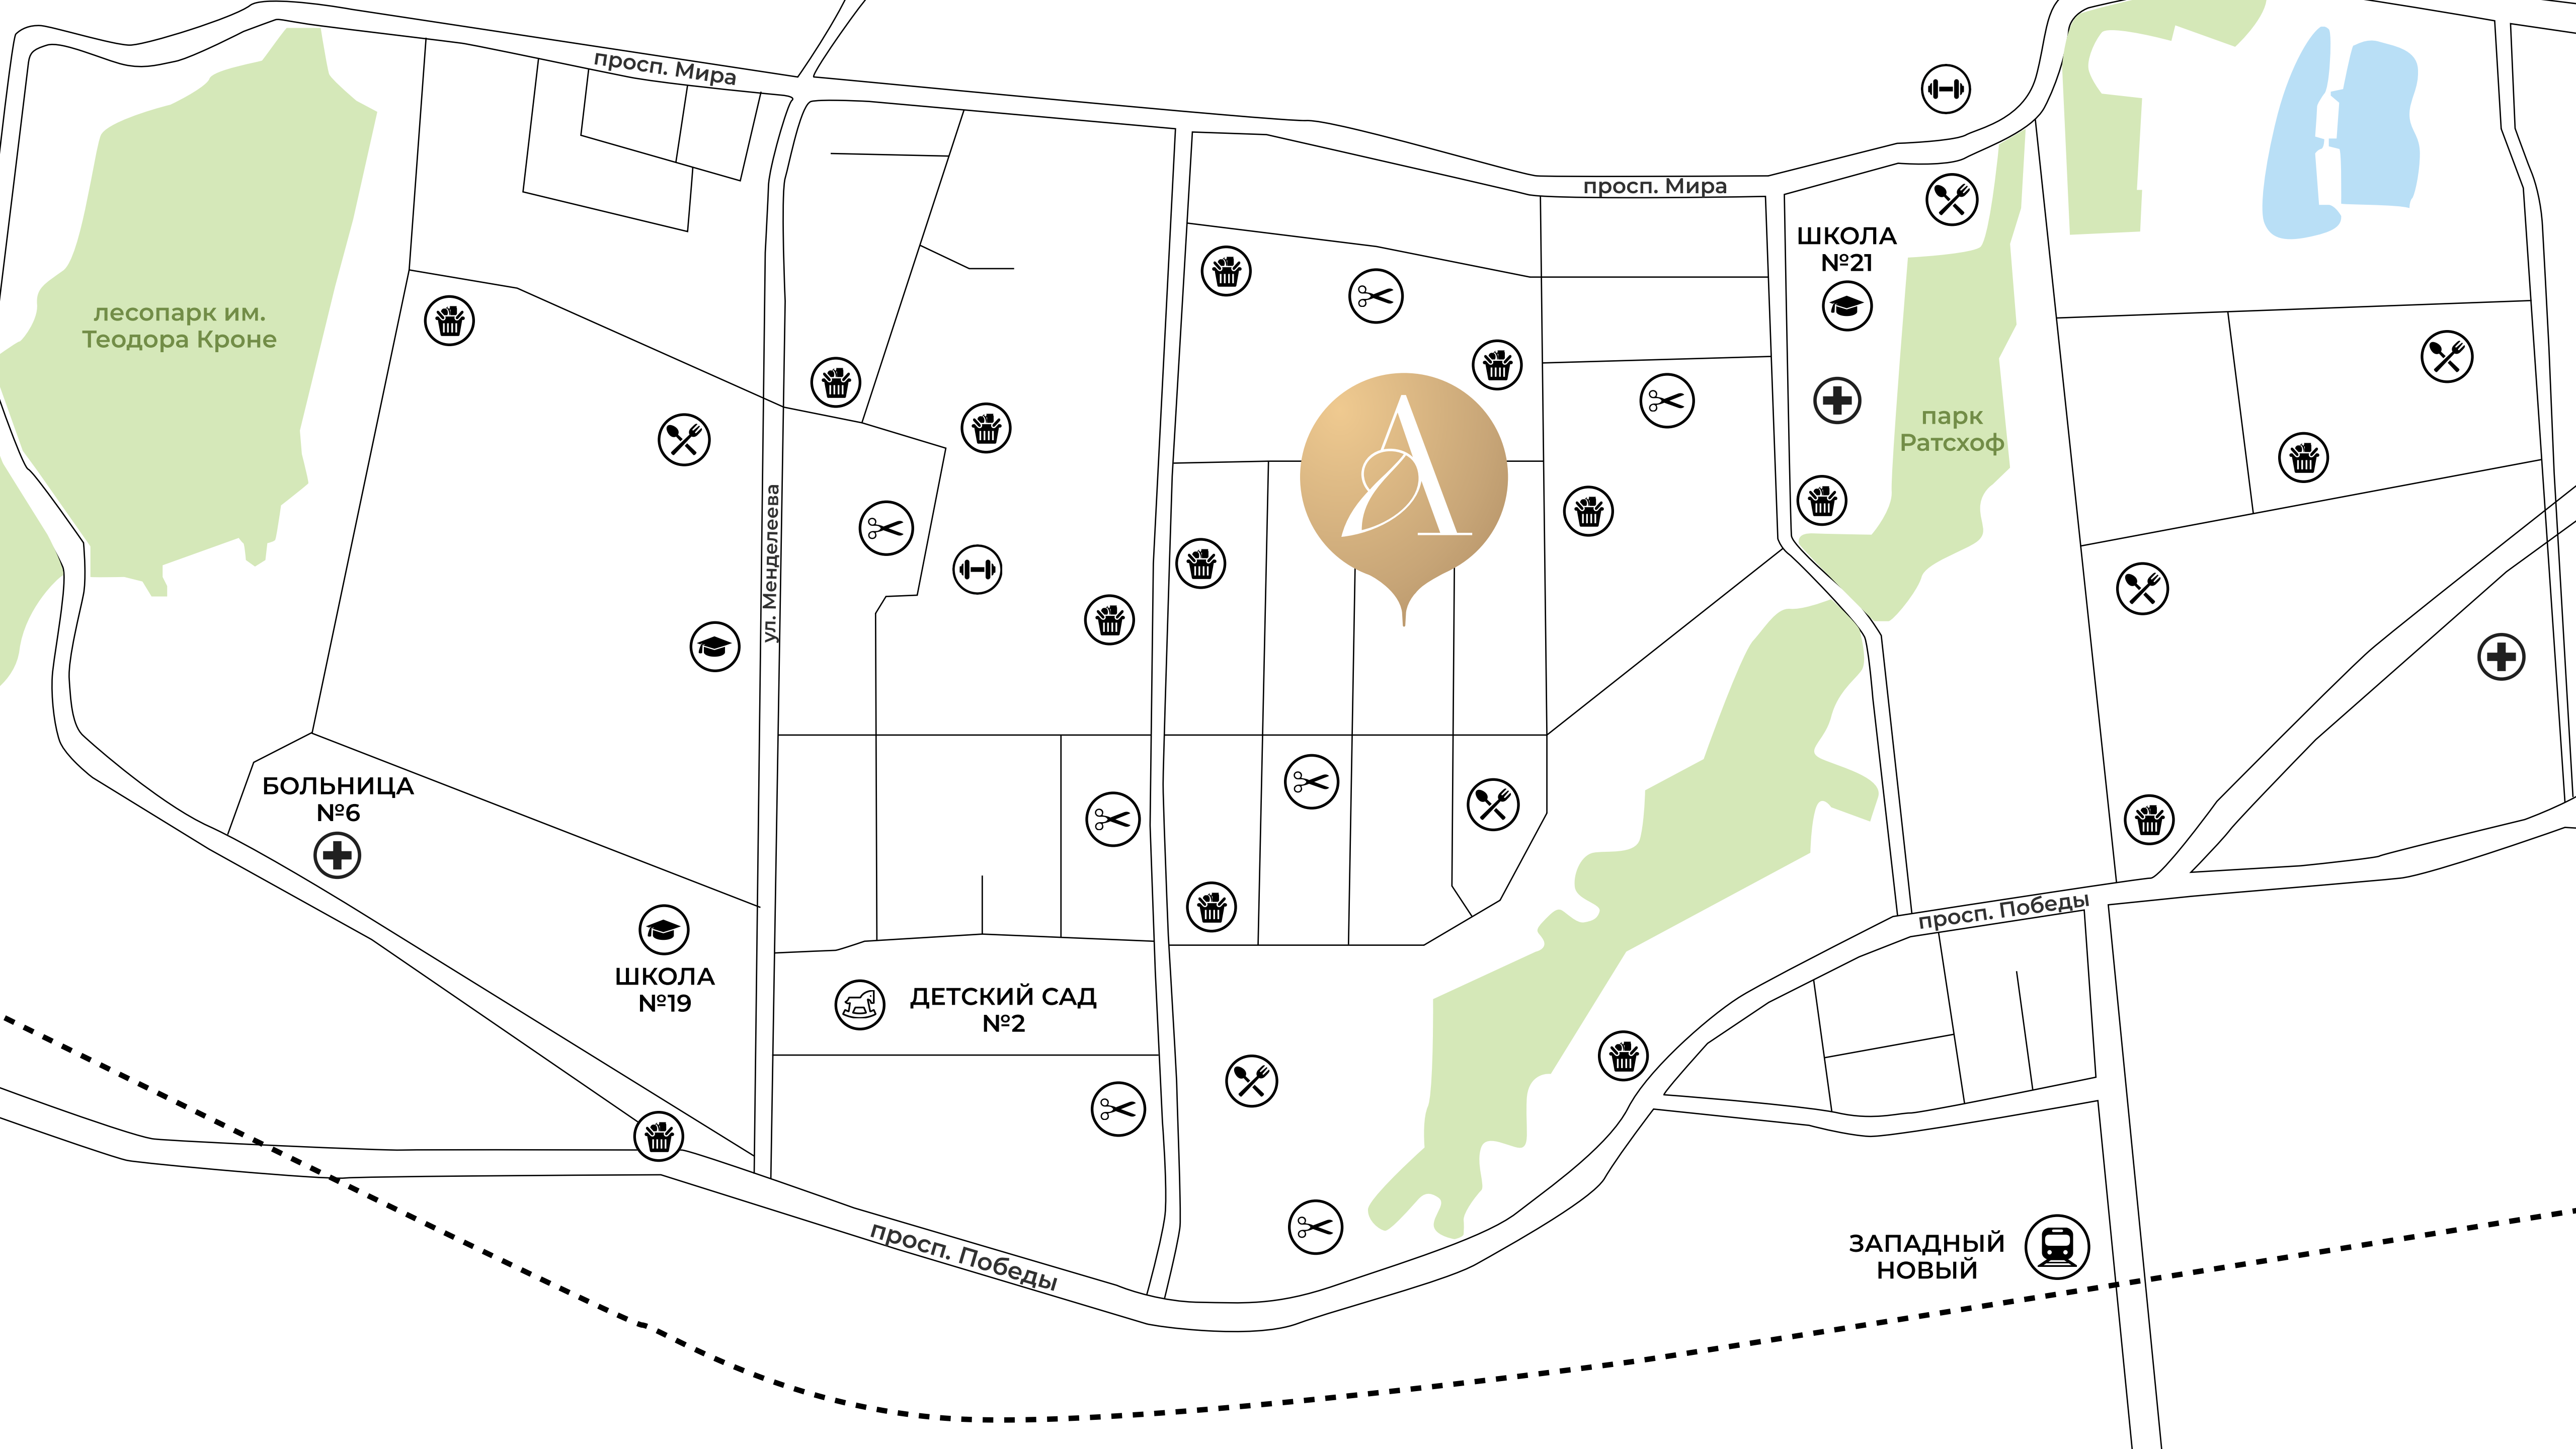 просп. Мира
просп. Мира
ШКОЛА
№21
лесопарк им.
Теодора Кроне
парк
Ратсхоф
ул. Менделеева
А
БОЛЬНИЦА
№6
просп. Победы
ШКОЛА
№19
ДЕТСКИЙ САД
№2
просп. Победы
ЗАПАДНЫЙ
НОВЫЙ